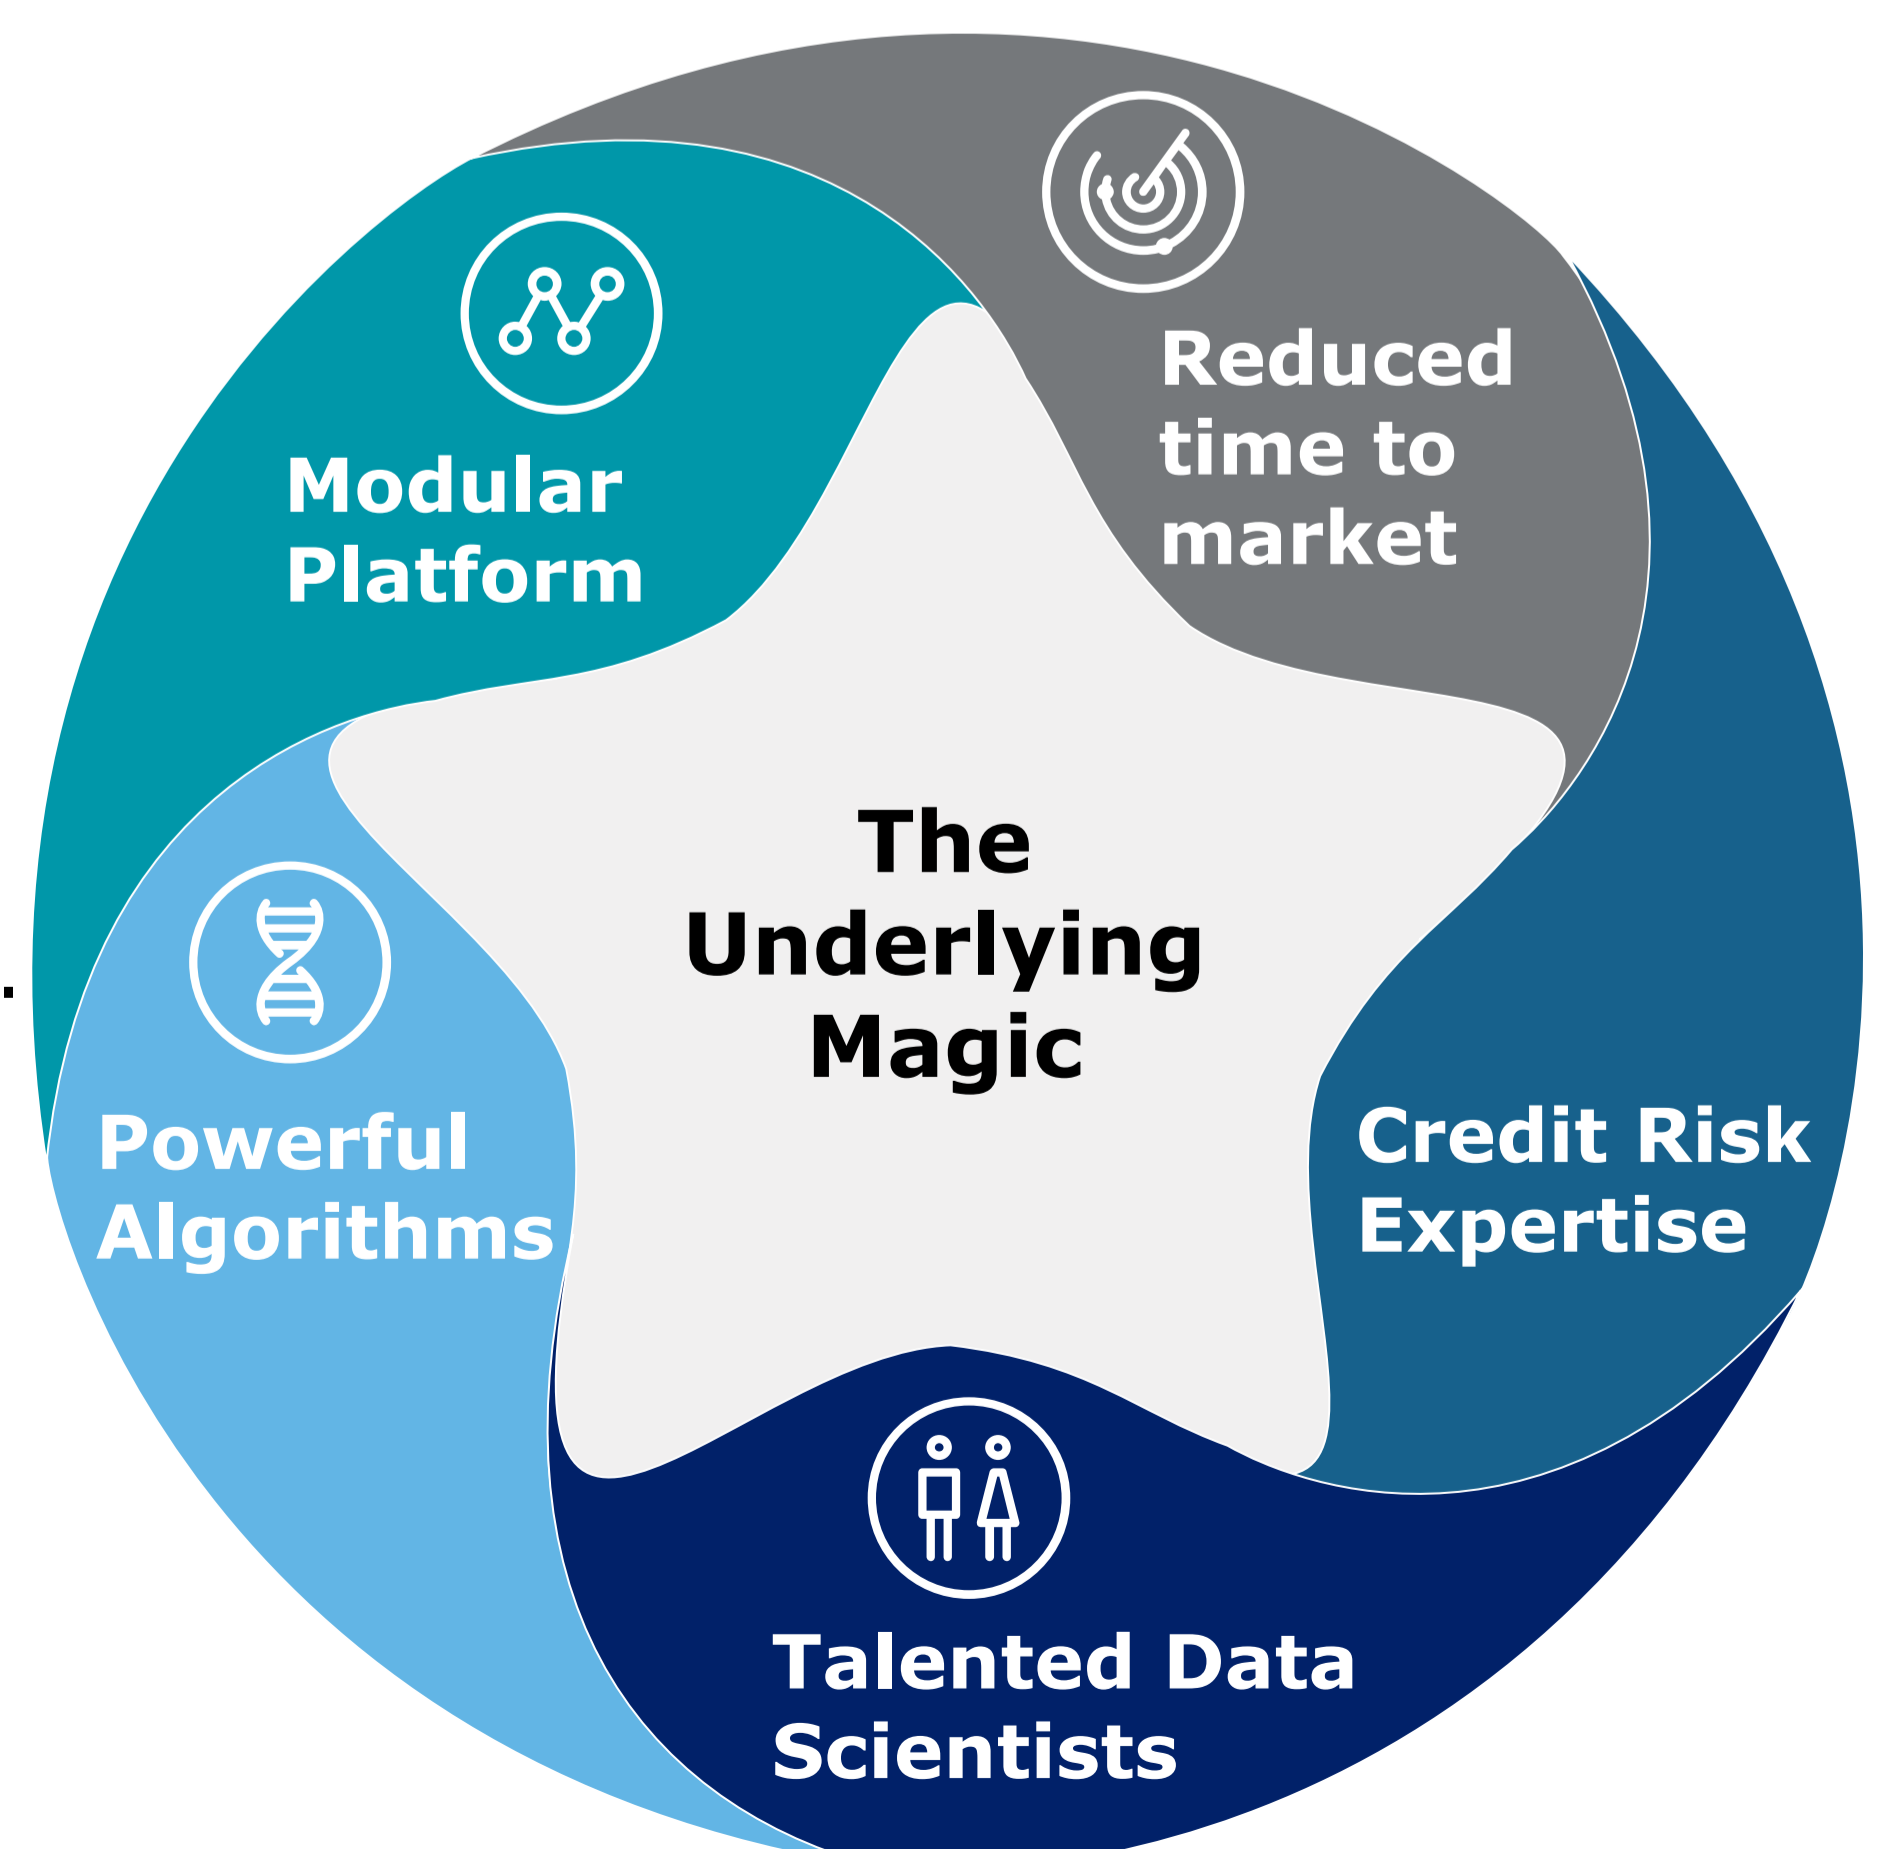 Reduced
time to
market
Modular
Platform
The
Underlying
Magic
Powerful
Algorithms
Credit Risk
Expertise
Talented Data
Scientists
.